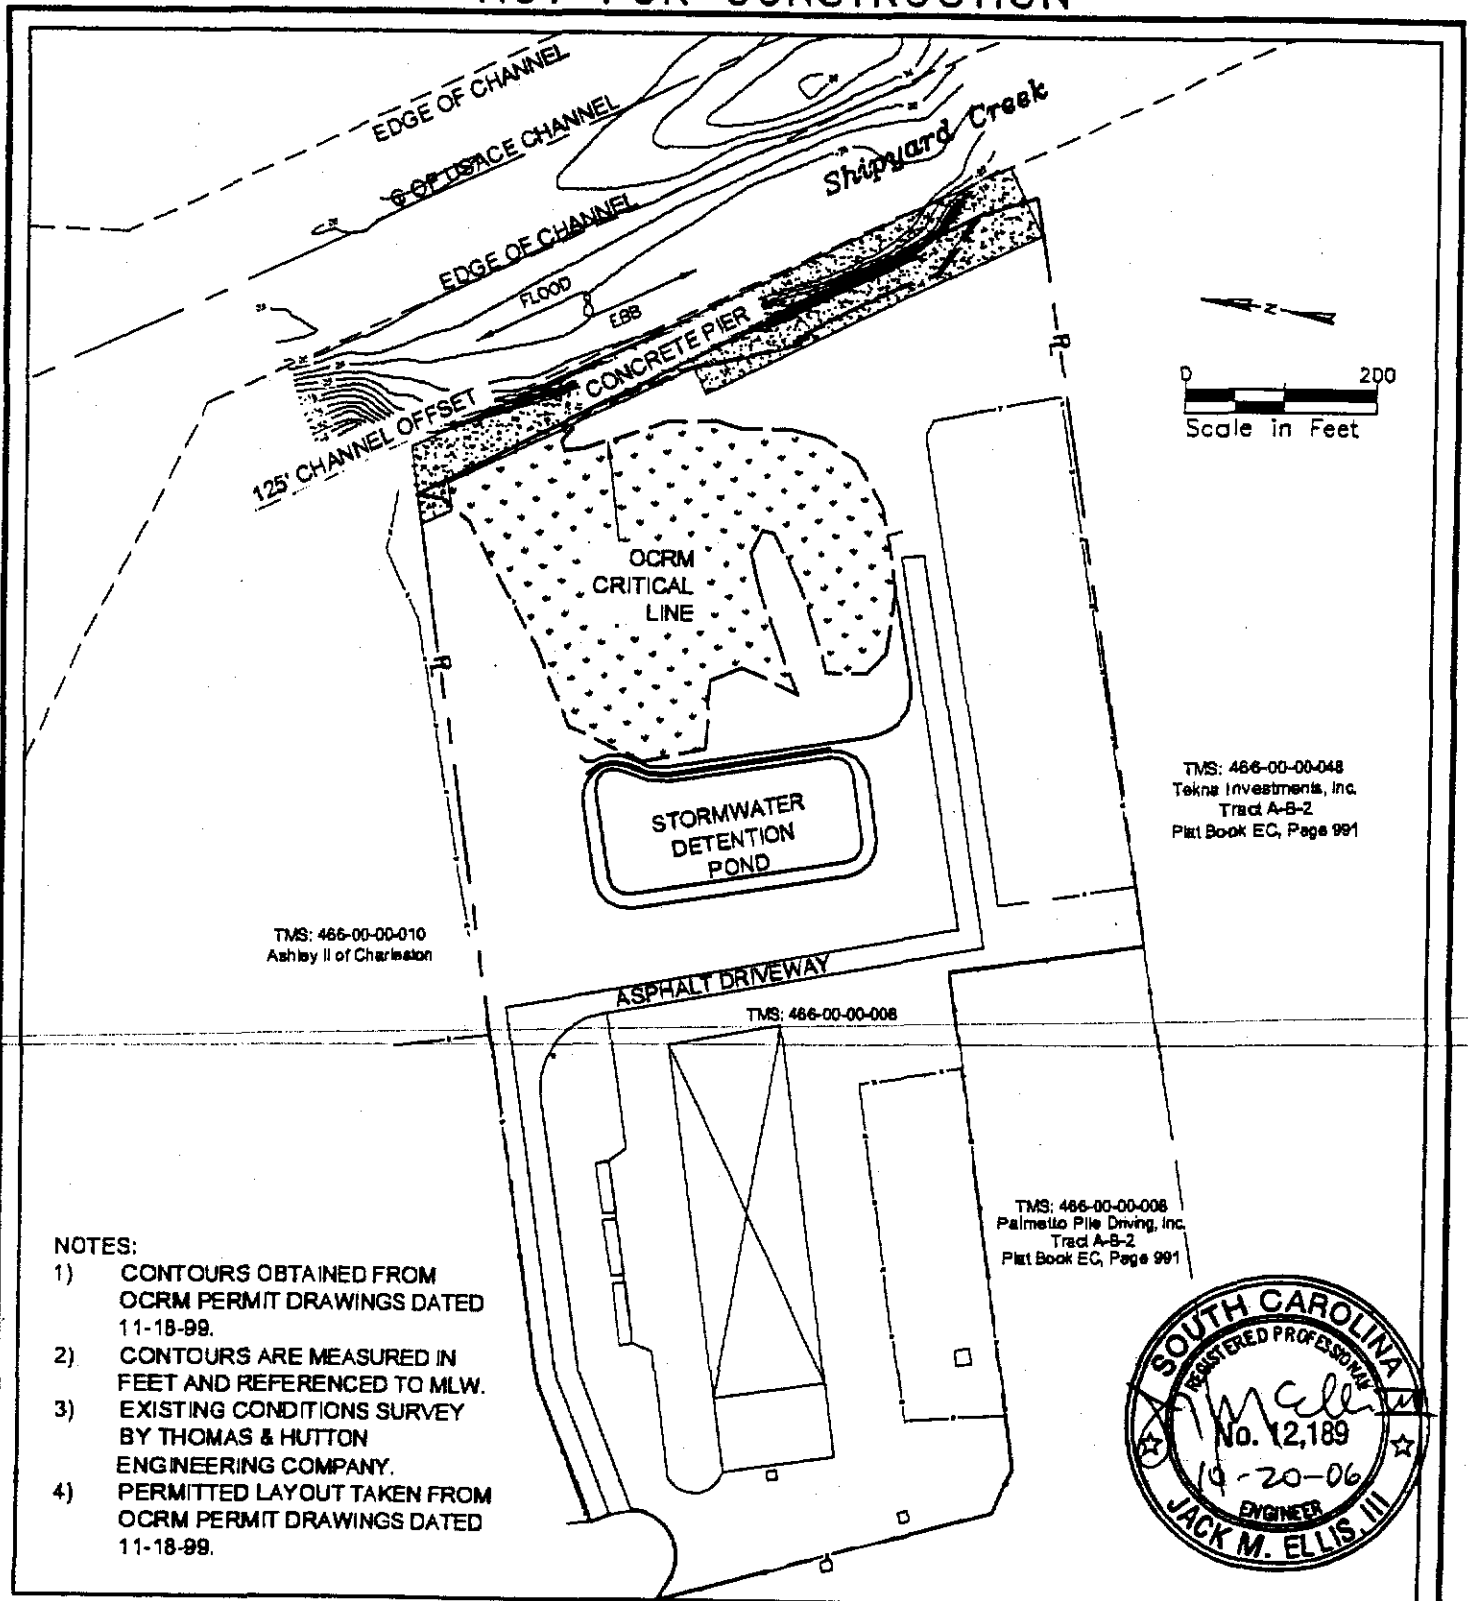 NOT FOR CONSTRUCTION
EDGE OF CHANNEL
OF USACE CHANNEL
Shipyard Creek
EDGE OF CHANNEL
FLOOD
EBB
CONCRETE PIER
125' CHANNEL OFFSET
PL
Z
0 200
Scale in Feet
OCRM
CRITICAL
LINE
PL
STORMWATER
DETENTION
POND
TMS: 466-00-00-048
Tekna Investments, Inc.
Tract A-B-2
Plat Book EC, Page 991
TMS: 466-00-00-010
Ashley II of Charleston
ASPHALT DRIVEWAY
TMS: 466-00-00-008
TMS: 466-00-00-008
Palmetto Pile Driving, Inc.
Tract A-B-2
Plat Book EC, Page 991
NOTES:
1) CONTOURS OBTAINED FROM
OCRM PERMIT DRAWINGS DATED
11-18-99.
2) CONTOURS ARE MEASURED IN
FEET AND REFERENCED TO MLW.
3) EXISTING CONDITIONS SURVEY
BY THOMAS & HUTTON
ENGINEERING COMPANY.
4) PERMITTED LAYOUT TAKEN FROM
OCRM PERMIT DRAWINGS DATED
11-18-99.
SOUTH CAROLINA
REGISTERED PROFESSIONAL
No. 12,189
10-20-06
ENGINEER
JACK M. ELLIS, III